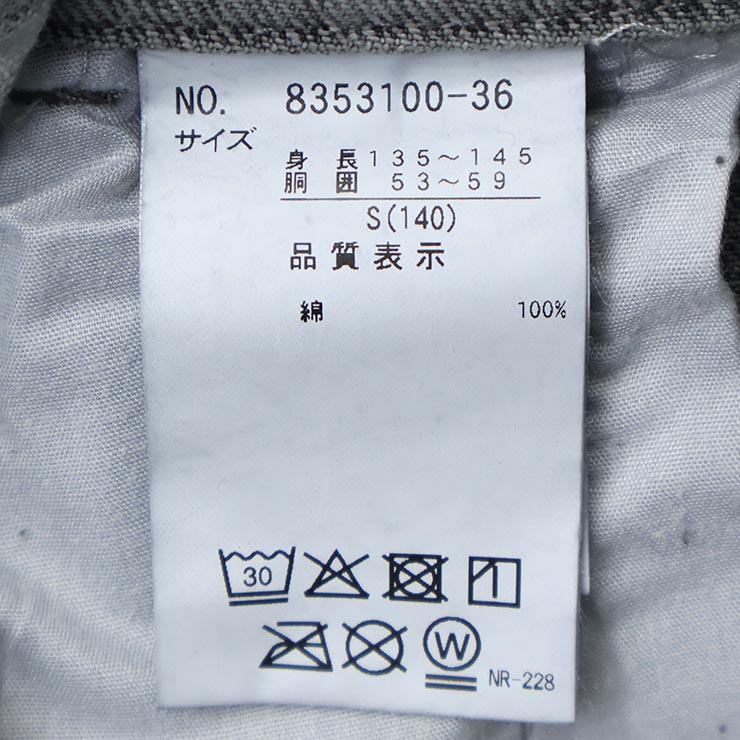 NO. 8353100-36
サイズ
身長 135～145
胴囲 53～59
S(140)
品質表示
綿 100%
30
W
NR-228